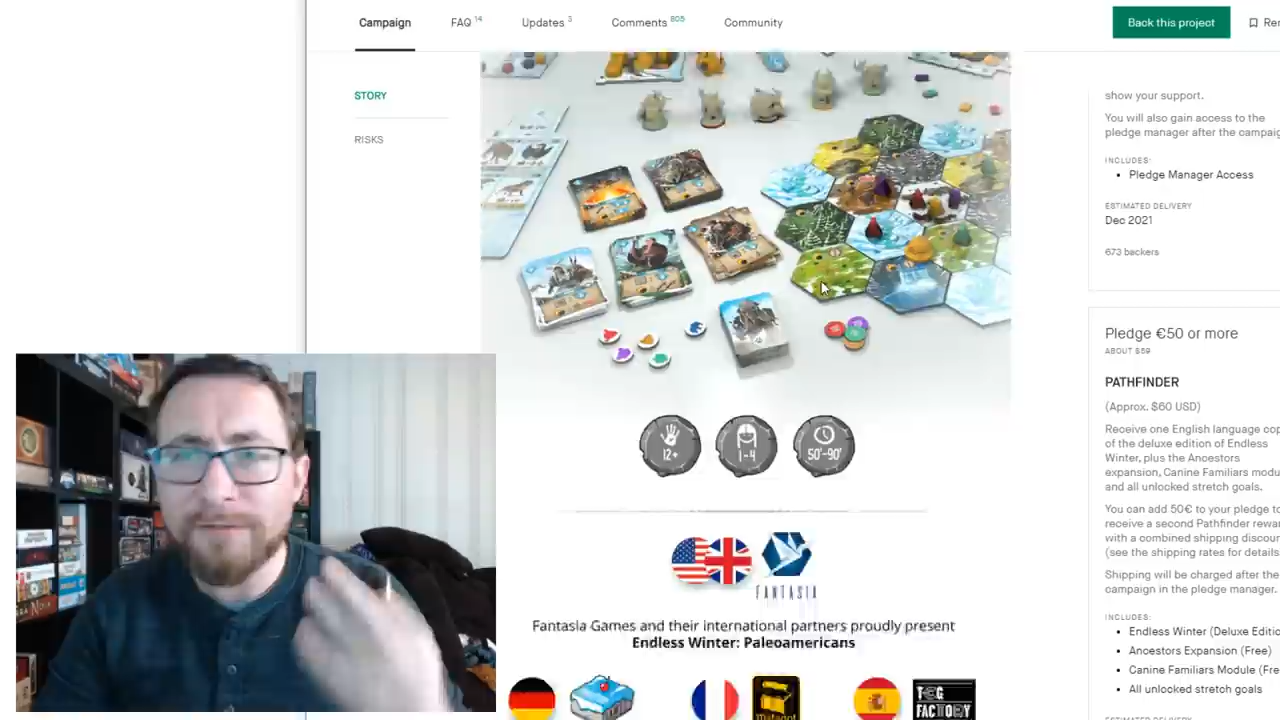 Campaign
FAQ 14
Updates 3
Comments 805
Community
Back this project
STORY
RISKS
show your support.
You will also gain access to the
pledge manager after the campaig
INCLUDES:
Pledge Manager Access
ESTIMATED DELIVERY
Dec 2021
673 backers
Pledge €50 or more
ABOUT $59
PATHFINDER
(Approx. $60 USD)
Receive one English language cop
of the deluxe edition of Endless
Winter, plus the Ancestors
expansion, Canine Familiars modu
and all unlocked stretch goals.
You can add 50€ to your pledge to
receive a second Pathfinder rewa
with a combined shipping discour
(see the shipping rates for details
Shipping will be charged after the
campaign in the pledge manager.
INCLUDES:
Endless Winter (Deluxe Editio
Ancestors Expansion (Free)
Canine Familiars Module (Fre
All unlocked stretch goals
12+
1-4
50'-90'
FANTASIA
Fantasia Games and their international partners proudly present
Endless Winter: Paleoamericans
matagot
TCG
FACTORY